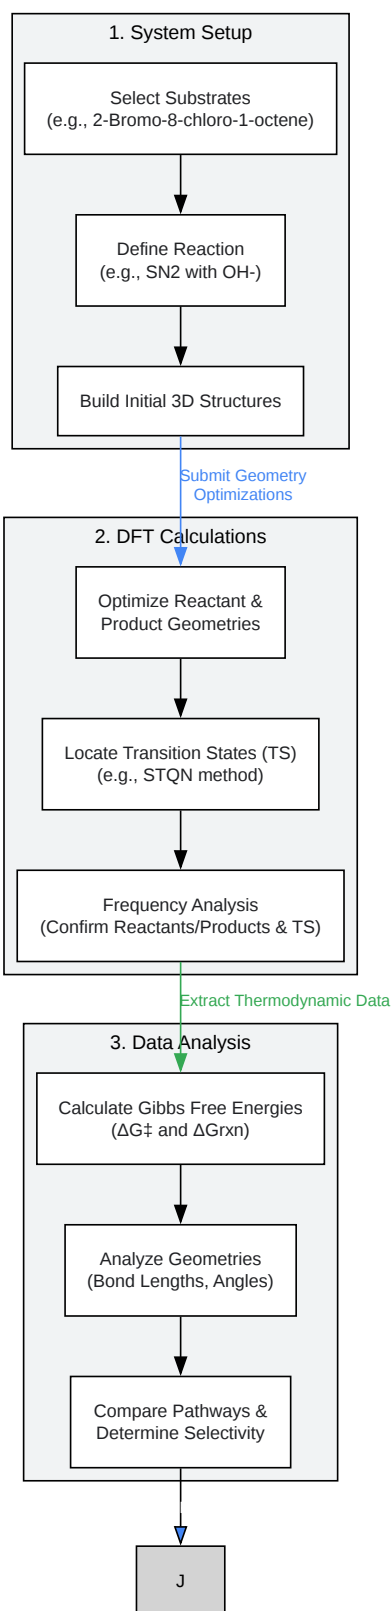 1. System Setup
Select Substrates
(e.g., 2-Bromo-8-chloro-1-octene)
Define Reaction
(e.g., SN2 with OH-)
Build Initial 3D Structures
Submit Geometry
Optimizations
2. DFT Calculations
Optimize Reactant &
Product Geometries
Locate Transition States (TS)
(e.g., STQN method)
Frequency Analysis
(Confirm Reactants/Products & TS)
Extract Thermodynamic Data
3. Data Analysis
Calculate Gibbs Free Energies
(ΔG‡ and ΔGrxn)
Analyze Geometries
(Bond Lengths, Angles)
Compare Pathways &
Determine Selectivity
J